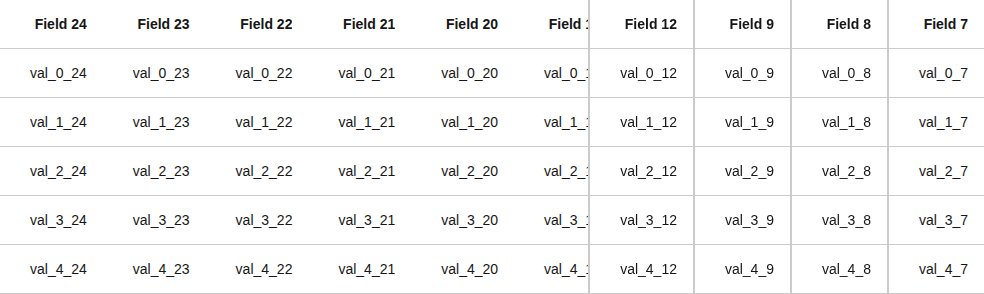 Field 24 Field 23 Field 22 Field 21 Field 20 Field Field 12 Field 9 Field 8 Field 7
val_0_24 val_0_23 val_0_22 val_0_21 val_0_20 val_0_12 val_0_9 val_0_8 val_0_7
val_1_24 val_1_23 val_1_22 val_1_21 val_1_20 val_1_12 val_1_9 val_1_8 val_1_7
val_2_24 val_2_23 val_2_22 val_2_21 val_2_20 val_2_12 val_2_9 val_2_8 val_2_7
val_3_24 val_3_23 val_3_22 val_3_21 val_3_20 val_3_12 val_3_9 val_3_8 val_3_7
val_4_24 val_4_23 val_4_22 val_4_21 val_4_20 val_4_12 val_4_9 val_4_8 val_4_7